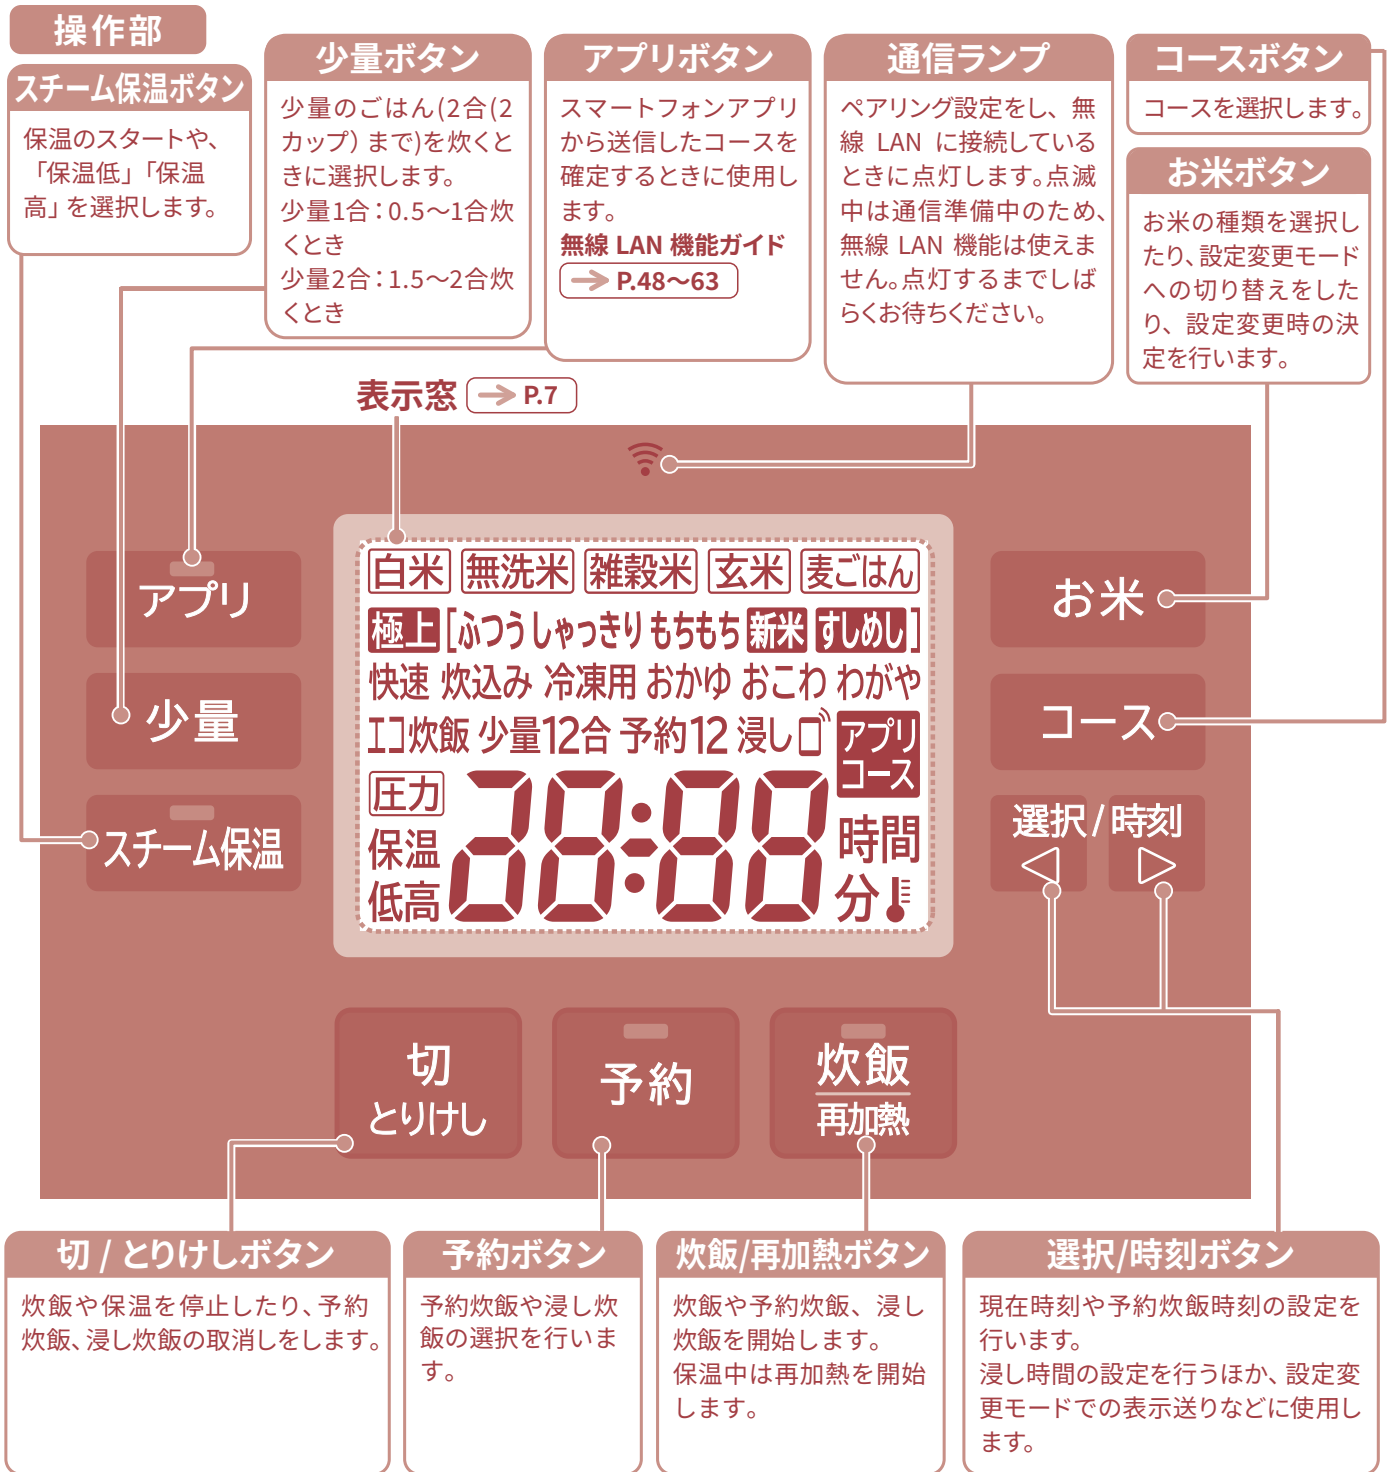 操作部
スチーム保温ボタン
保温のスタートや、
「保温低」「保温
高」を選択します。
少量ボタン
少量のごはん(2合(2
カップ）まで)を炊くと
きに選択します。
少量1合：0.5～1合炊
くとき
少量2合：1.5～2合炊
くとき
アプリボタン
スマートフォンアプリ
から送信したコースを
確定するときに使用し
ます。
無線 LAN 機能ガイド
→ P.48～63
通信ランプ
ペアリング設定をし、無
線 LAN に接続している
ときに点灯します。点滅
中は通信準備中のため、
無線 LAN 機能は使えま
せん。点灯するまでしば
らくお待ちください。
コースボタン
コースを選択します。
お米ボタン
お米の種類を選択し
たり、設定変更モード
への切り替えをした
り、設定変更時の決
定を行います。
表示窓 → P.7
アプリ
少量
スチーム保温
白米 無洗米 雑穀米 玄米 麦ごはん
極上 [ふつう しゃっきり もちもち 新米 すしめし]
快速 炊込み 冷凍用 おかゆ おこわ わがや
エコ炊飯 少量12合 予約12 浸し
アプリ
コース
圧力
保温
低高
28:88
時間
分
お米
コース
選択/時刻
◁ ▷
切
とりけし
予約
炊飯
再加熱
切 / とりけしボタン
炊飯や保温を停止したり、予約
炊飯、浸し炊飯の取消しをします。
予約ボタン
予約炊飯や浸し炊
飯の選択を行いま
す。
炊飯/再加熱ボタン
炊飯や予約炊飯、浸し
炊飯を開始します。
保温中は再加熱を開始
します。
選択/時刻ボタン
現在時刻や予約炊飯時刻の設定を
行います。
浸し時間の設定を行うほか、設定変
更モードでの表示送りなどに使用し
ます。